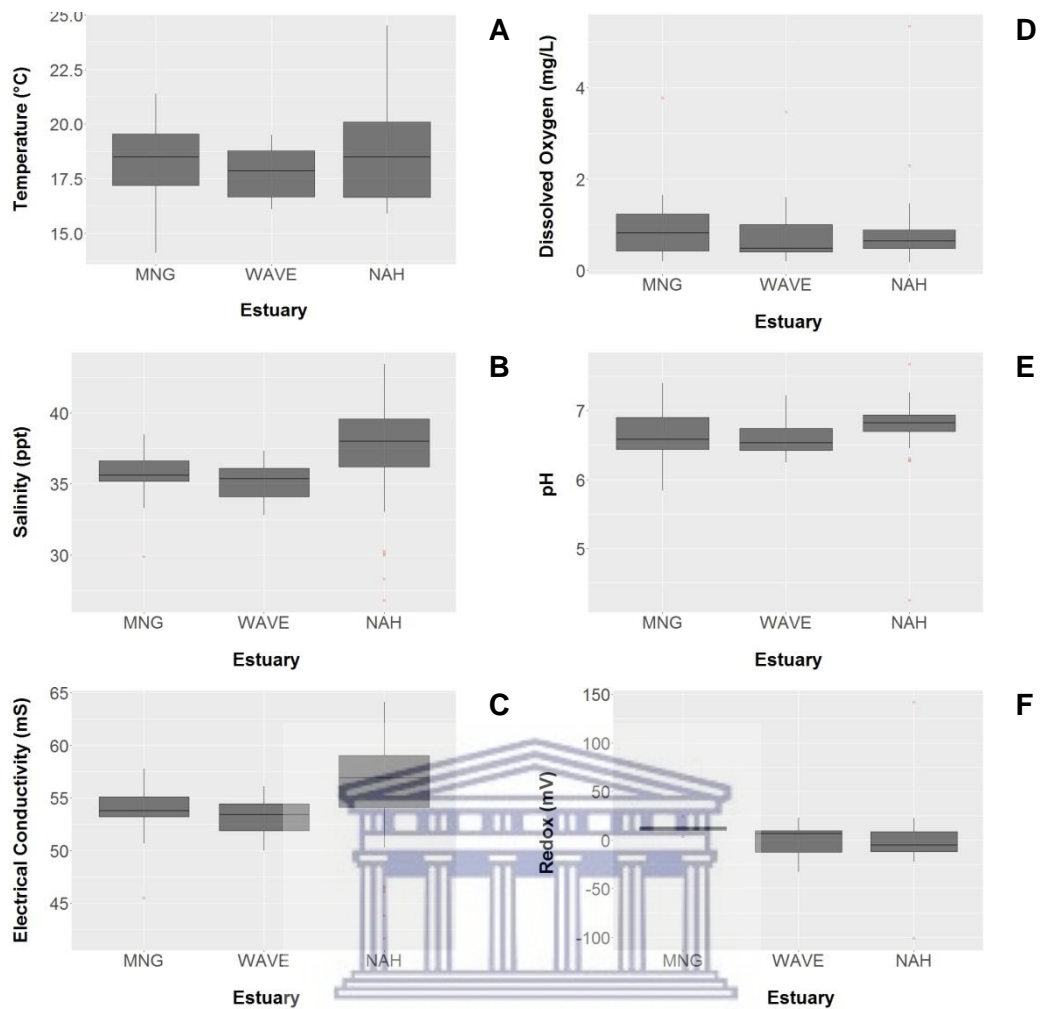 A
Temperature (°C)
25.0
22.5
20.0
17.5
15.0
MNG WAVE NAH
Estuary
D
Dissolved Oxygen (mg/L)
4
2
0
MNG WAVE NAH
Estuary
B
Salinity (ppt)
40
35
30
MNG WAVE NAH
Estuary
E
pH
7
6
5
MNG WAVE NAH
Estuary
C
Electrical Conductivity (mS)
65
60
55
50
45
MNG WAVE NAH
Estuary
F
Redox (mV)
150
100
50
0
-50
-100
MNG WAVE NAH
Estuary